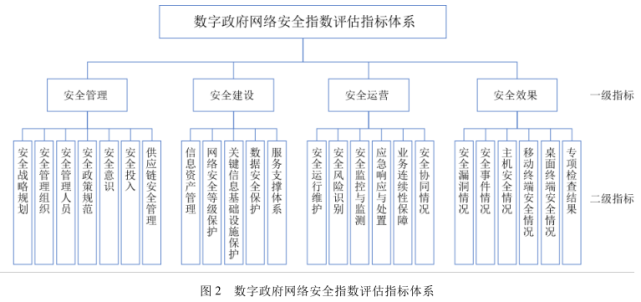 数字政府网络安全指数评估指标体系
安全管理
安全建设
安全运营
安全效果
一级指标
安全战略规划
安全管理组织
安全管理人员
安全政策规范
安全意识
安全投入
供应链安全管理
信息资产管理
网络安全等级保护
关键信息基础设施保护
数据安全保护
服务支撑体系
安全运行维护
安全风险识别
安全监控与监测
应急响应与处置
业务连续性保障
安全协同情况
安全漏洞情况
安全事件情况
主机安全情况
移动终端安全情况
桌面终端安全情况
专项检查结果
二级指标
图 2 数字政府网络安全指数评估指标体系